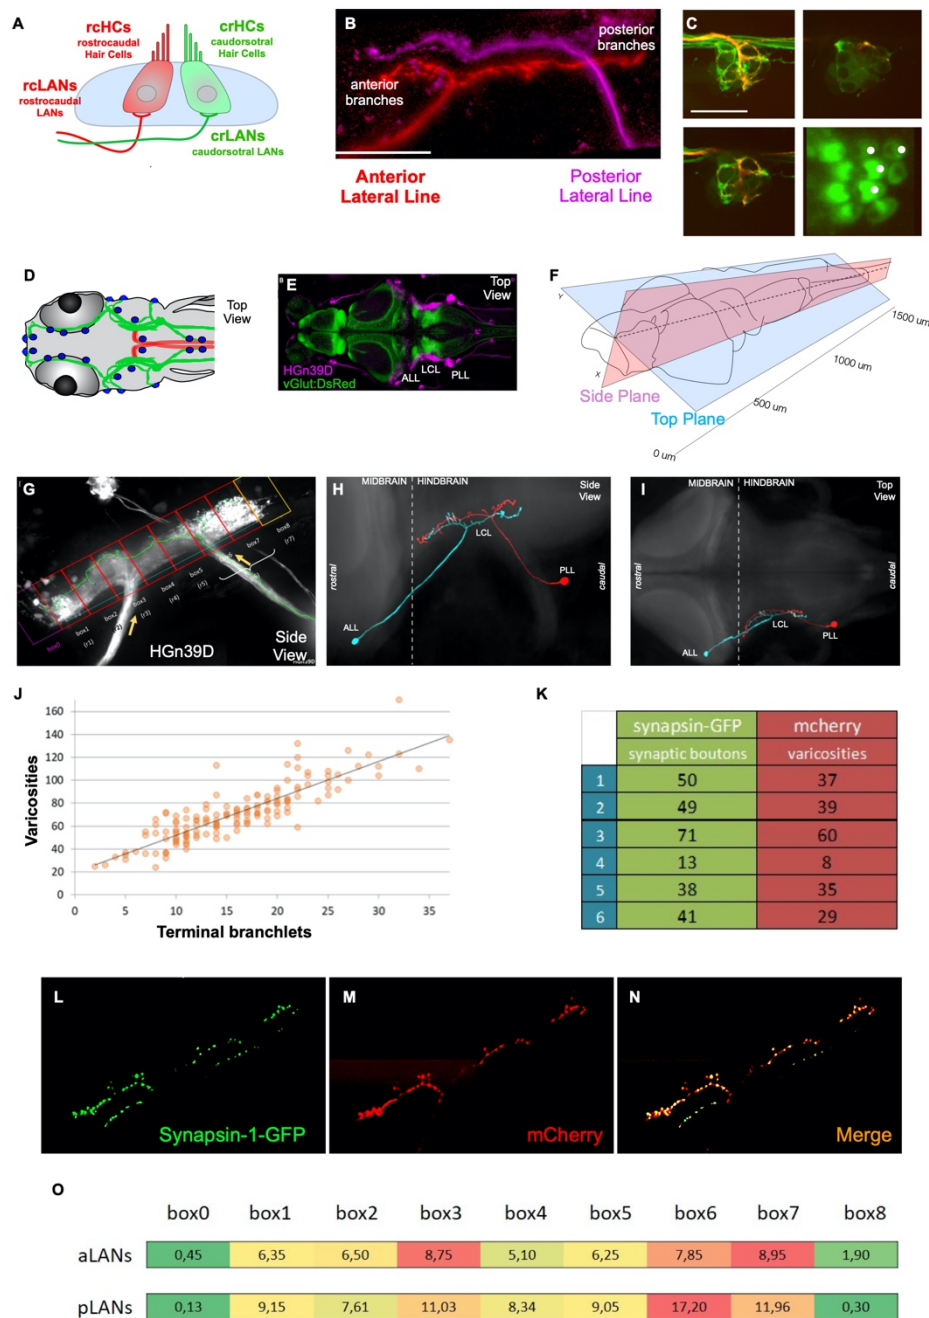 A
rcHCs
rostrocaudal
Hair Cells
crHCs
caudorsotral
Hair Cells
rcLANs
rostrocaudal
LANs
crLANs
caudorsotral LANs
B
posterior
branches
anterior
branches
Anterior
Lateral Line
Posterior
Lateral Line
C
D
Top
View
E
Top
View
HGn39D
vGlut:DsRed
ALL
LCL
PLL
F
Y
X
Side Plane
Top Plane
0 um
500 um
1000 um
1500 um
G
box0
box1
(r1)
box2
(r2)
box3
(r3)
box4
(r4)
box5
(r5)
box7
box8
(r7)
HGn39D
Side
View
H
MIDBRAIN
HINDBRAIN
Side
View
rostral
caudal
LCL
PLL
ALL
I
MIDBRAIN
HINDBRAIN
Top
View
rostral
caudal
LCL
PLL
ALL
J
Varicosities
160
140
120
100
80
60
40
20
0
0 5 10 15 20 25 30 35
Terminal branchlets
K
synapsin-GFP mcherry
synaptic boutons varicosities
1 50 37
2 49 39
3 71 60
4 13 8
5 38 35
6 41 29
L
Synapsin-1-GFP
M
mCherry
N
Merge
O
box0 box1 box2 box3 box4 box5 box6 box7 box8
aLANs 0,45 6,35 6,50 8,75 5,10 6,25 7,85 8,95 1,90
pLANs 0,13 9,15 7,61 11,03 8,34 9,05 17,20 11,96 0,30